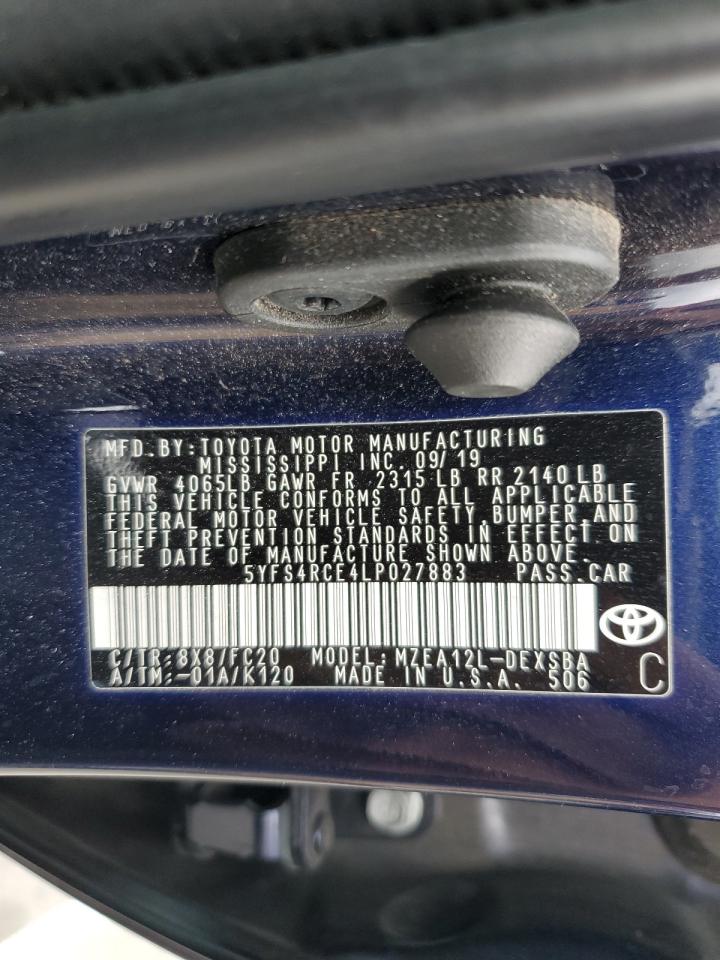 MFD.BY:TOYOTA MOTOR MANUFACTURING
MISSISSIPPI INC. 09/19
GVWR 4065LB GAWR FR 2315 LB RR 2140 LB
THIS VEHICLE CONFORMS TO ALL APPLICABLE
FEDERAL MOTOR VEHICLE SAFETY,BUMPER,AND
THEFT PREVENTION STANDARDS IN EFFECT ON
THE DATE OF MANUFACTURE SHOWN ABOVE.
5YFS4RCE4LP027883 PASS.CAR
C/TR:8X8/FC20 MODEL:MZEA12L-DEXSBA
A/TM:-01A/K120 MADE IN U.S.A. 506
C